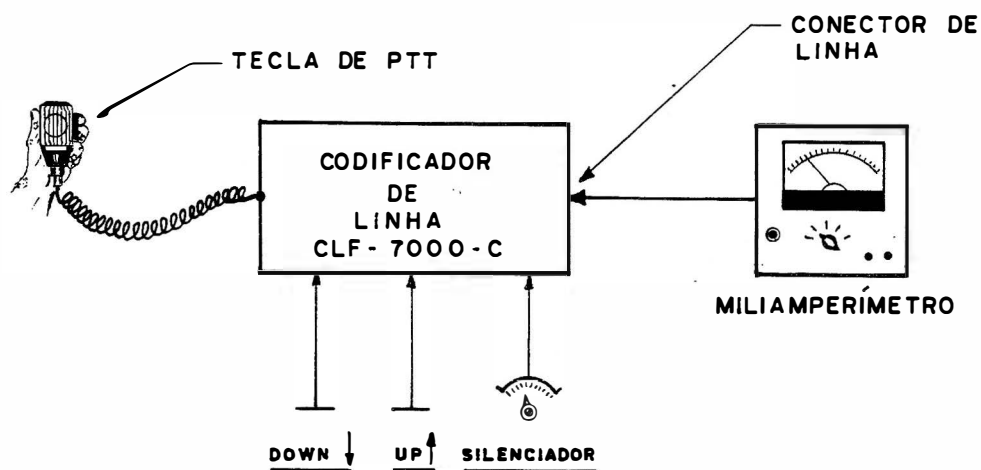 TECLA DE PTT
CONECTOR DE
LINHA
CODIFICADOR
DE
LINHA
CLF-7000-C
MILIAMPERÍMETRO
DOWN ↓
UP ↑
SILENCIADOR